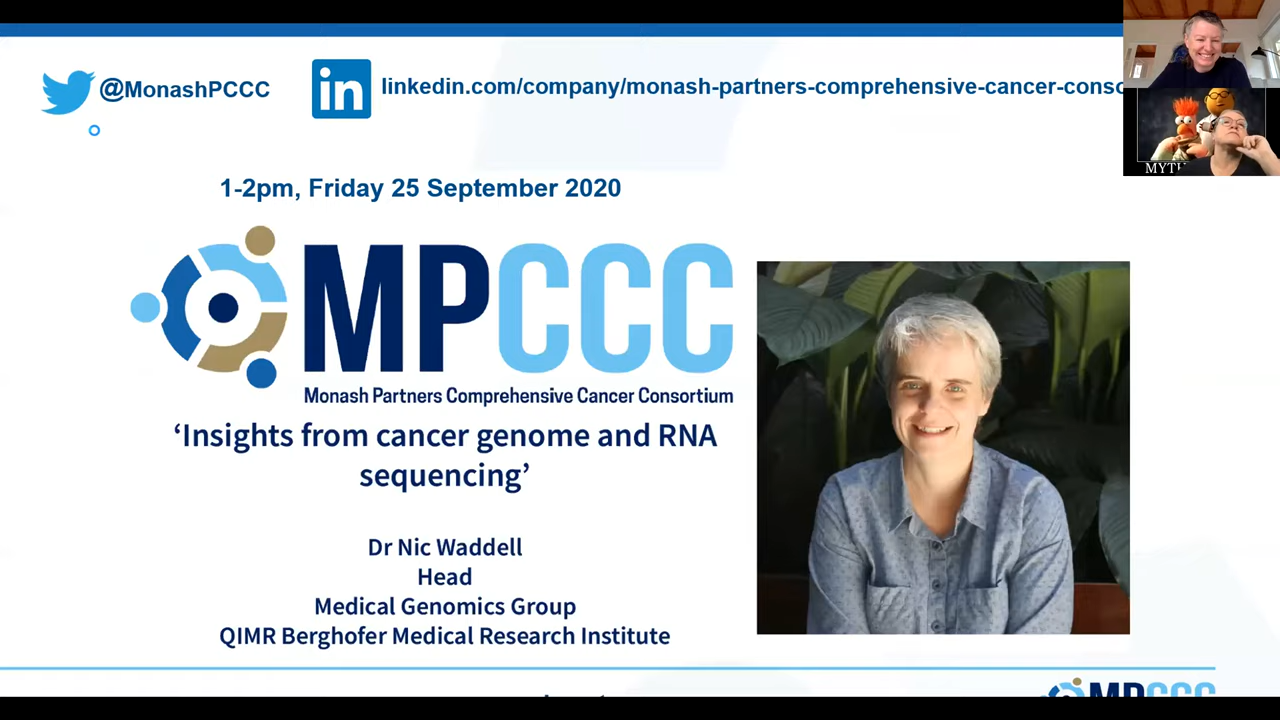 @MonashPCCC
linkedin.com/company/monash-partners-comprehensive-cancer-conso
1-2pm, Friday 25 September 2020
MPCCC
Monash Partners Comprehensive Cancer Consortium
‘Insights from cancer genome and RNA
sequencing’
Dr Nic Waddell
Head
Medical Genomics Group
QIMR Berghofer Medical Research Institute
MPCCC